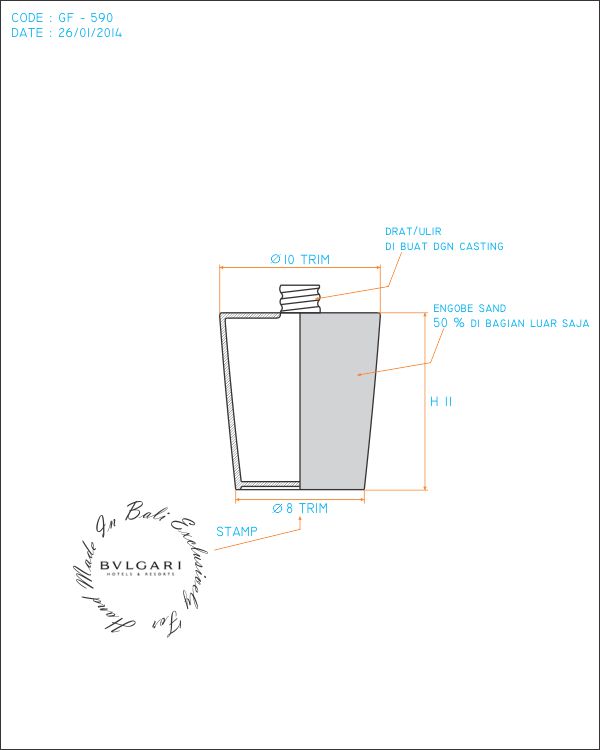 CODE : GF - 590
DATE : 26/01/2014
DRAT/ULIR
DI BUAT DGN CASTING
Ø 10 TRIM
ENGOBE SAND
50 % DI BAGIAN LUAR SAJA
H 11
Ø 8 TRIM
STAMP
Hand Made In Bali Exclusively For
BVLGARI
HOTELS & RESORTS